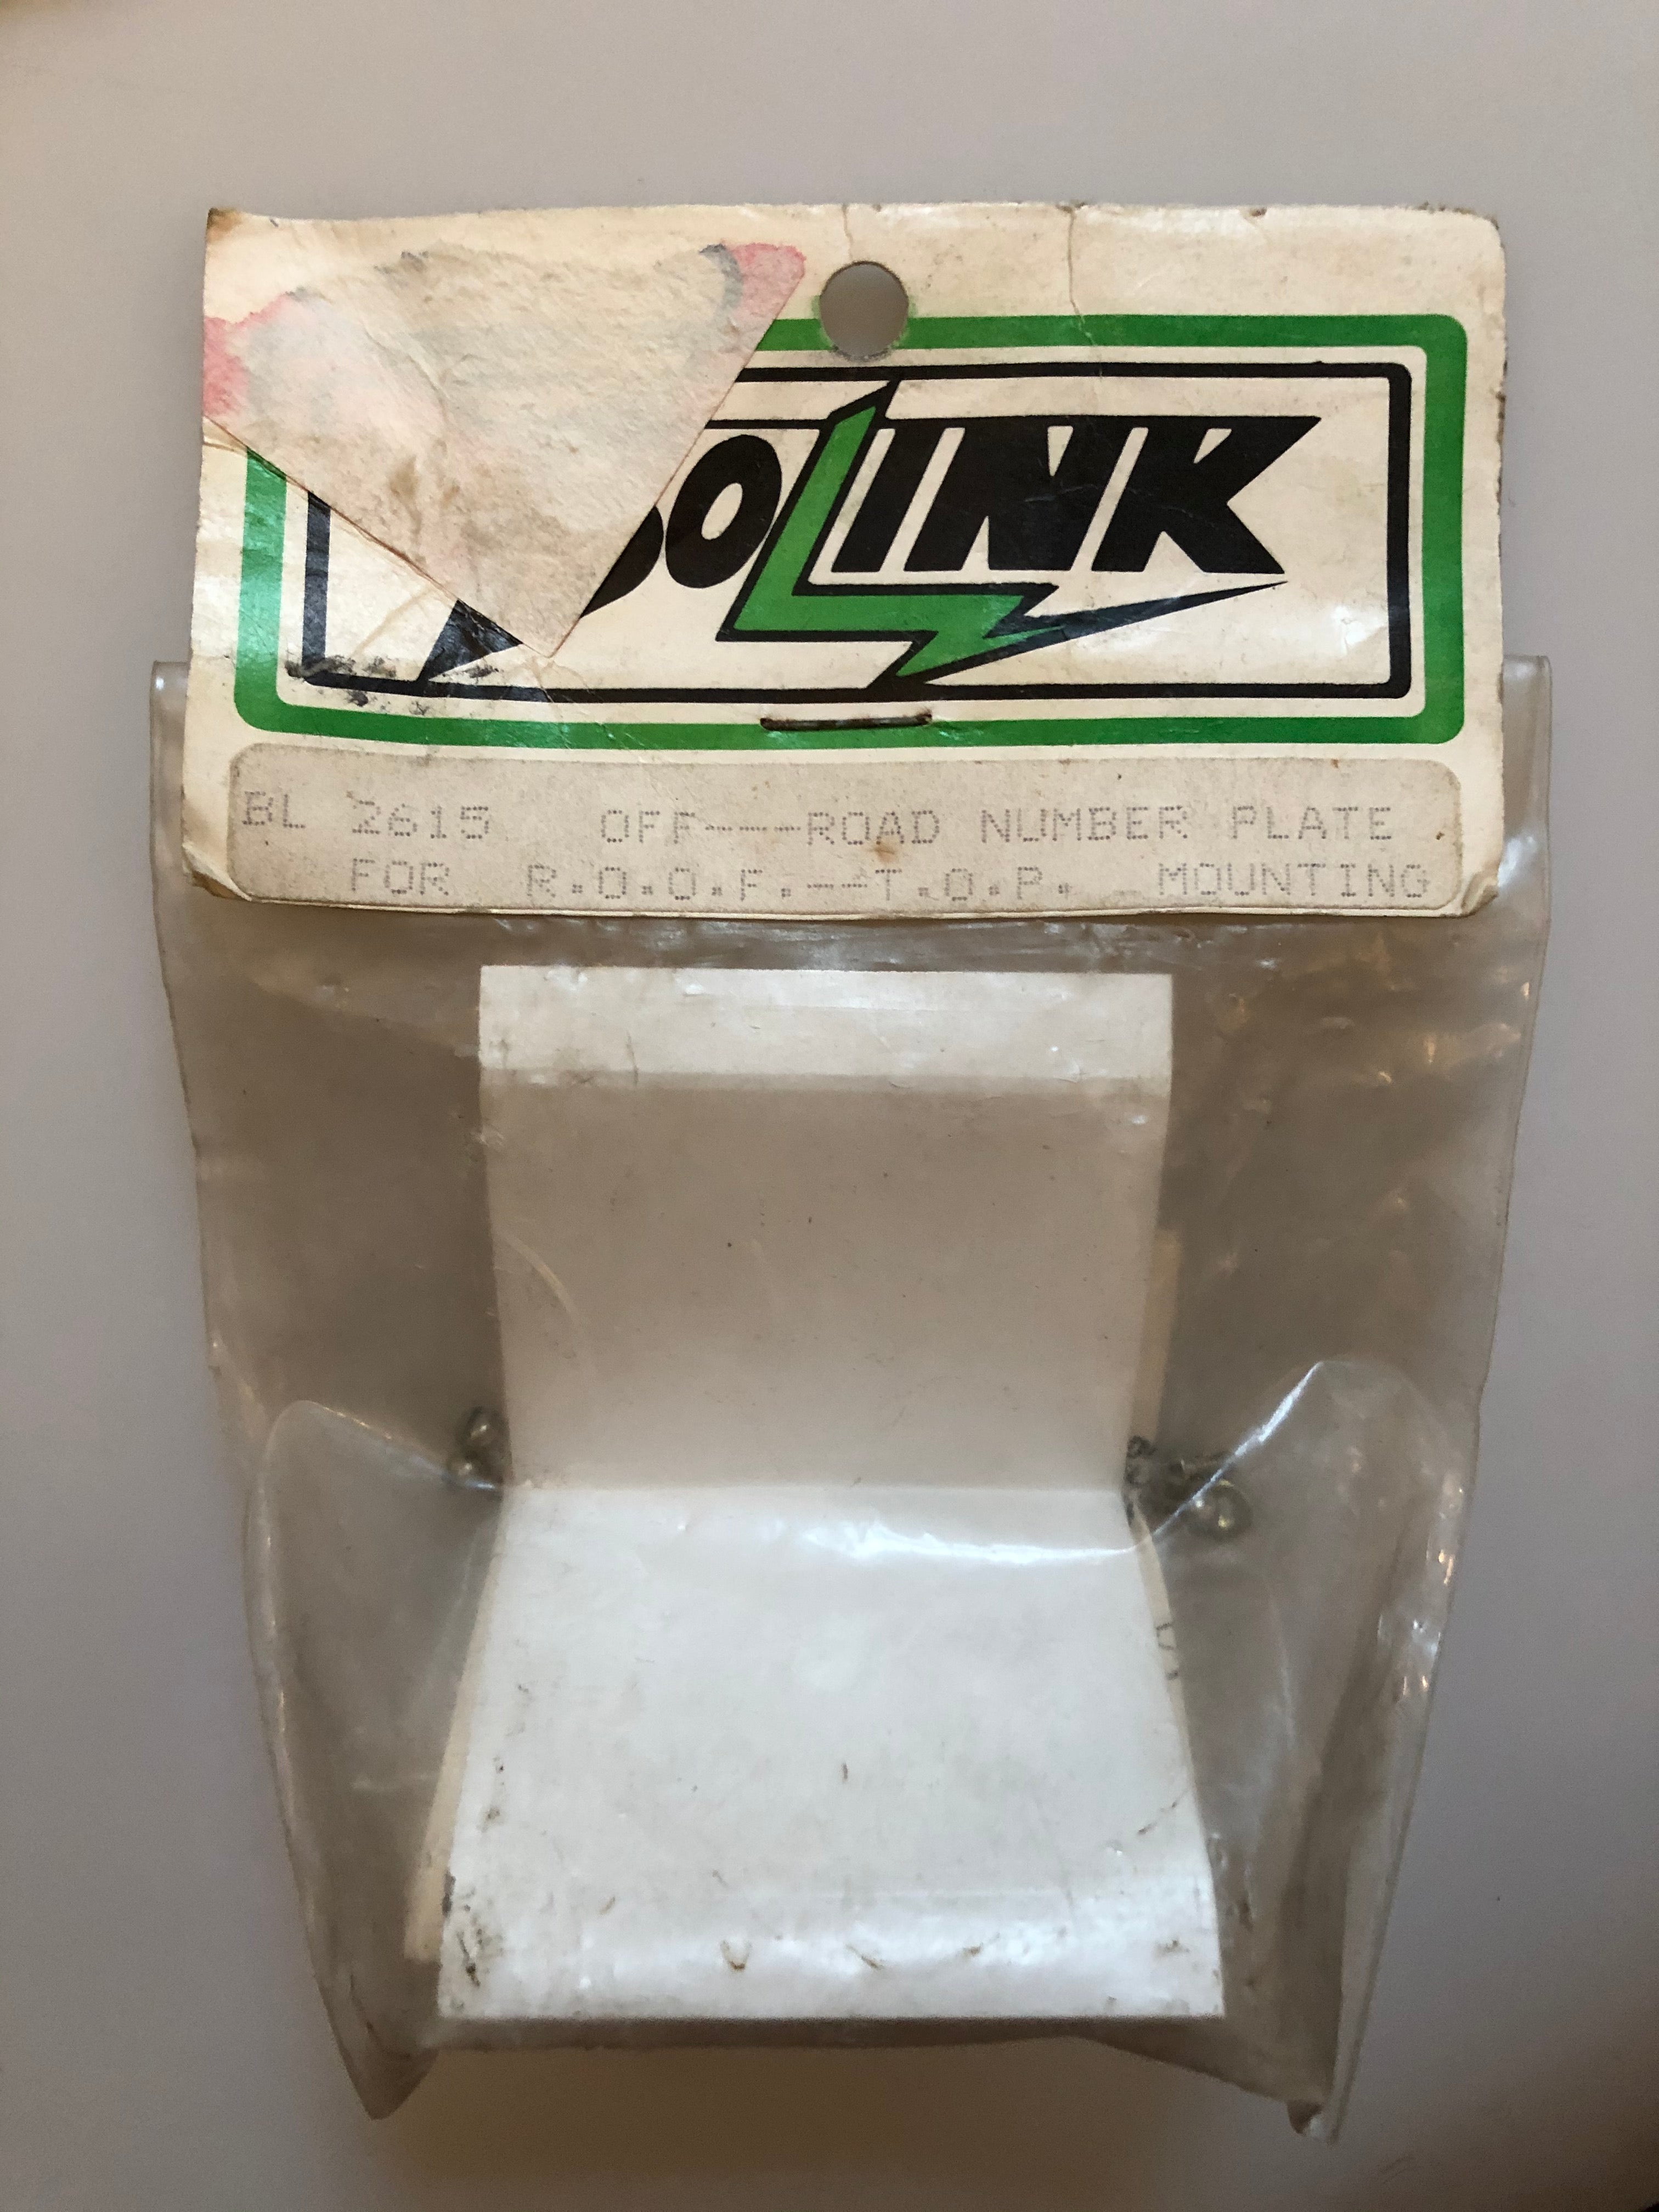 OLINK
BL 2615 OFF---ROAD NUMBER PLATE
FOR R.O.O.F.--T.O.P. MOUNTING